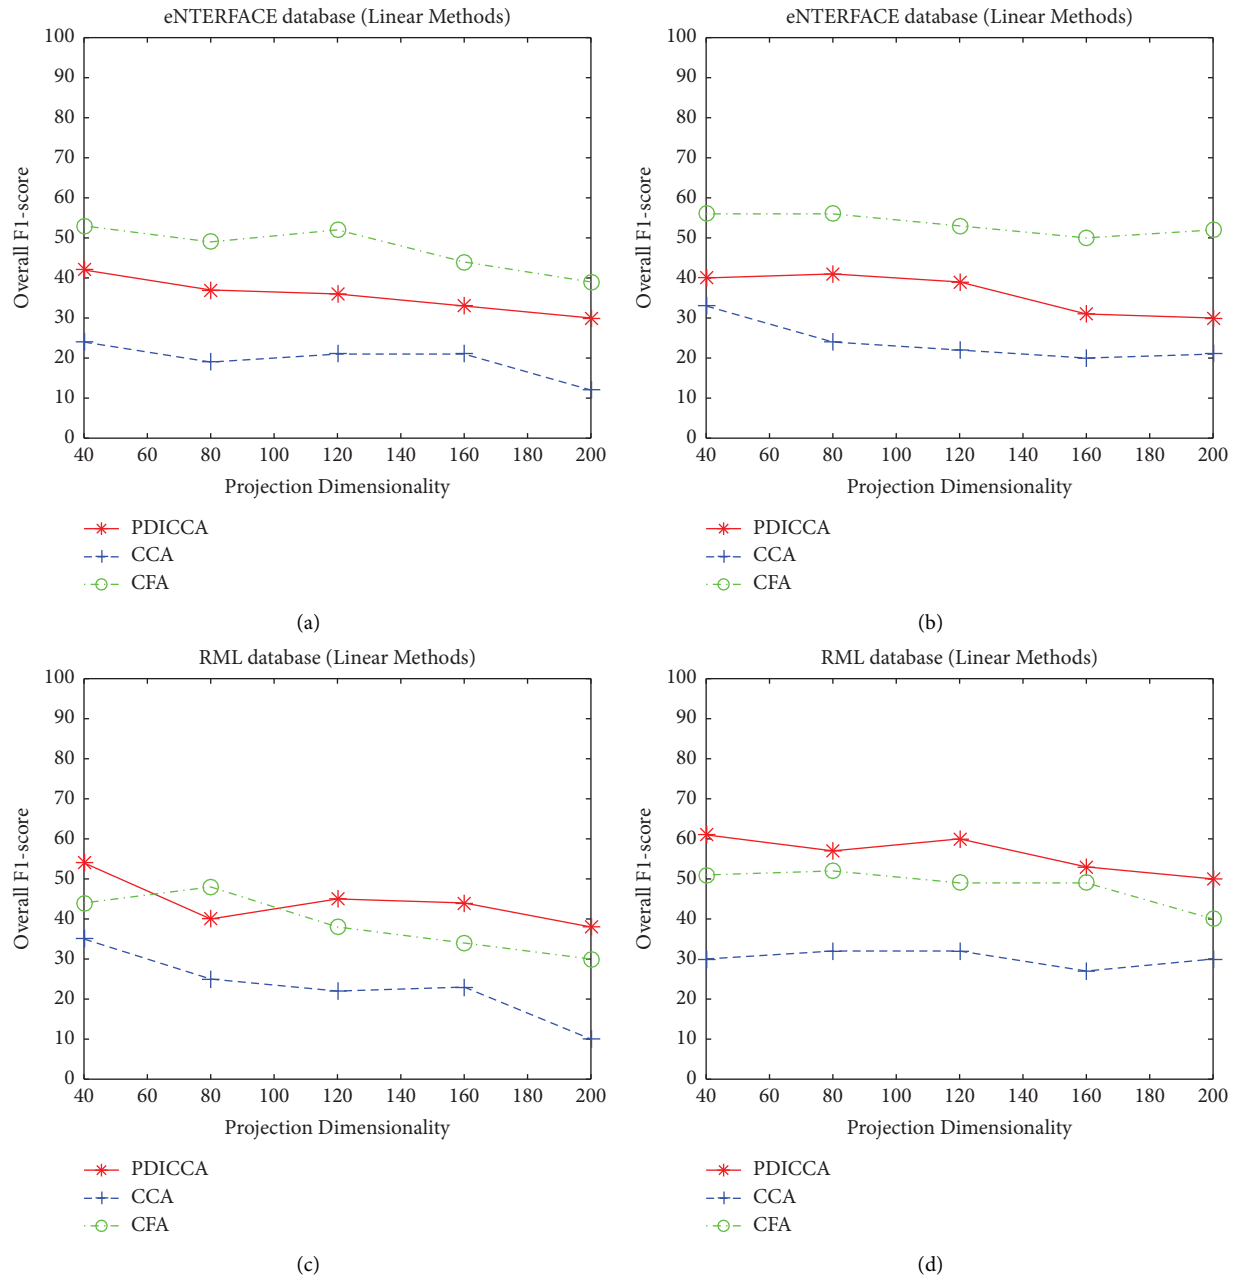 eNTERFACE database (Linear Methods)
100
90
80
70
60
50
40
30
20
10
0
Overall F1-score
40 60 80 100 120 140 160 180 200
Projection Dimensionality
PDICCA
CCA
CFA
(a)
eNTERFACE database (Linear Methods)
100
90
80
70
60
50
40
30
20
10
0
Overall F1-score
40 60 80 100 120 140 160 180 200
Projection Dimensionality
PDICCA
CCA
CFA
(b)
RML database (Linear Methods)
100
90
80
70
60
50
40
30
20
10
0
Overall F1-score
40 60 80 100 120 140 160 180 200
Projection Dimensionality
PDICCA
CCA
CFA
(c)
RML database (Linear Methods)
100
90
80
70
60
50
40
30
20
10
0
Overall F1-score
40 60 80 100 120 140 160 180 200
Projection Dimensionality
PDICCA
CCA
CFA
(d)